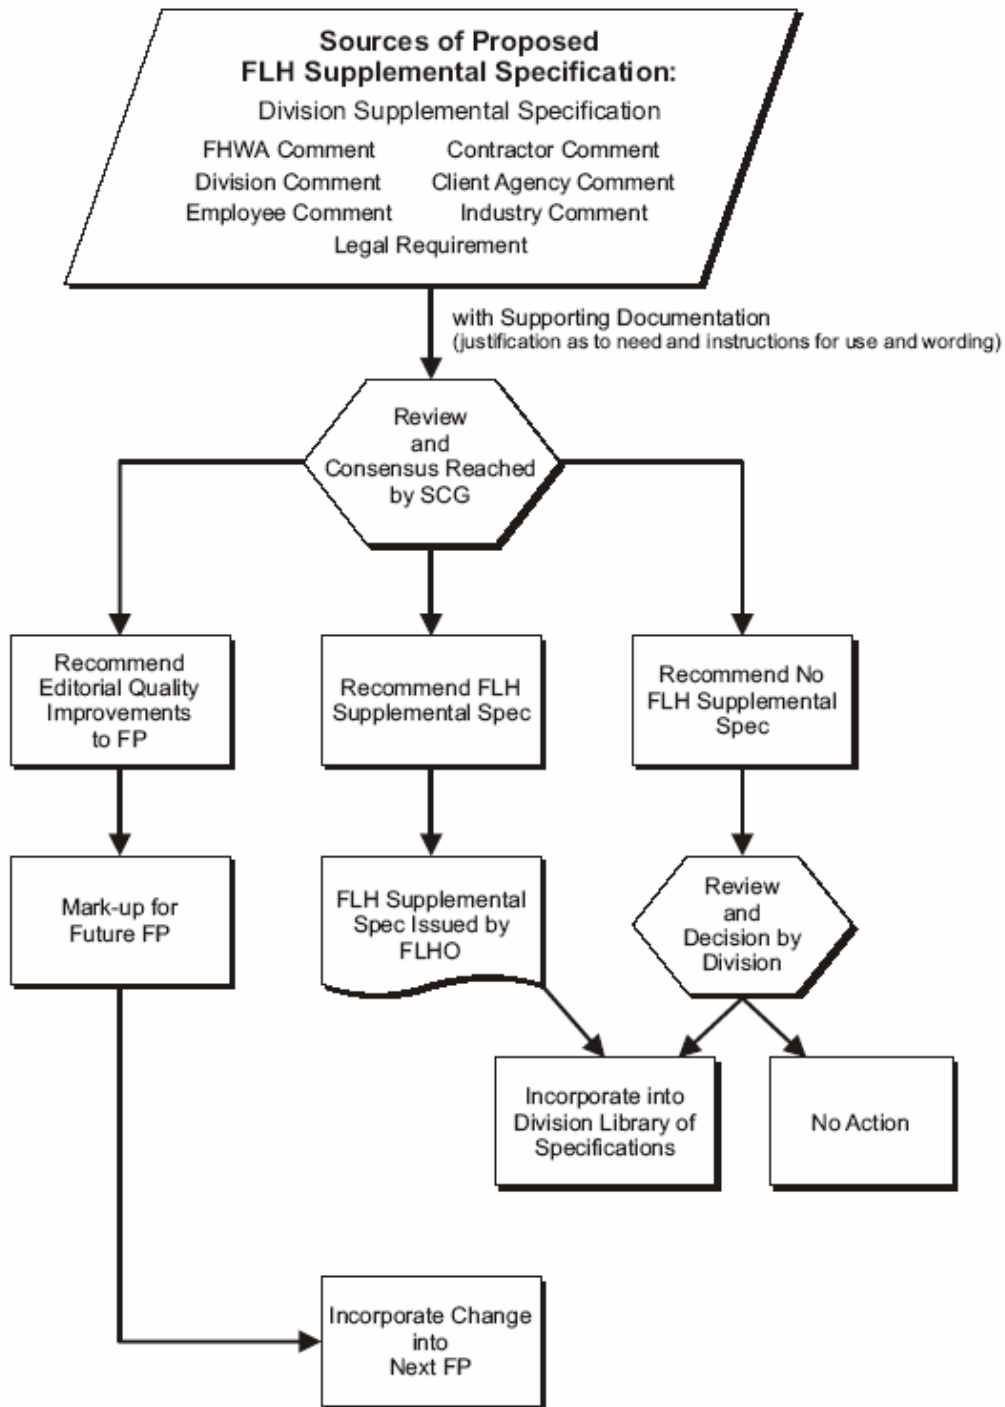 Sources of Proposed
FLH Supplemental Specification:
Division Supplemental Specification
FHWA Comment Contractor Comment
Division Comment Client Agency Comment
Employee Comment Industry Comment
Legal Requirement
with Supporting Documentation
(justification as to need and instructions for use and wording)
Review
and
Consensus Reached
by SCG
Recommend
Editorial Quality
Improvements
to FP
Recommend FLH
Supplemental Spec
Recommend No
FLH Supplemental
Spec
Mark-up for
Future FP
FLH Supplemental
Spec Issued by
FLHO
Review
and
Decision by
Division
Incorporate into
Division Library of
Specifications
No Action
Incorporate Change
into
Next FP